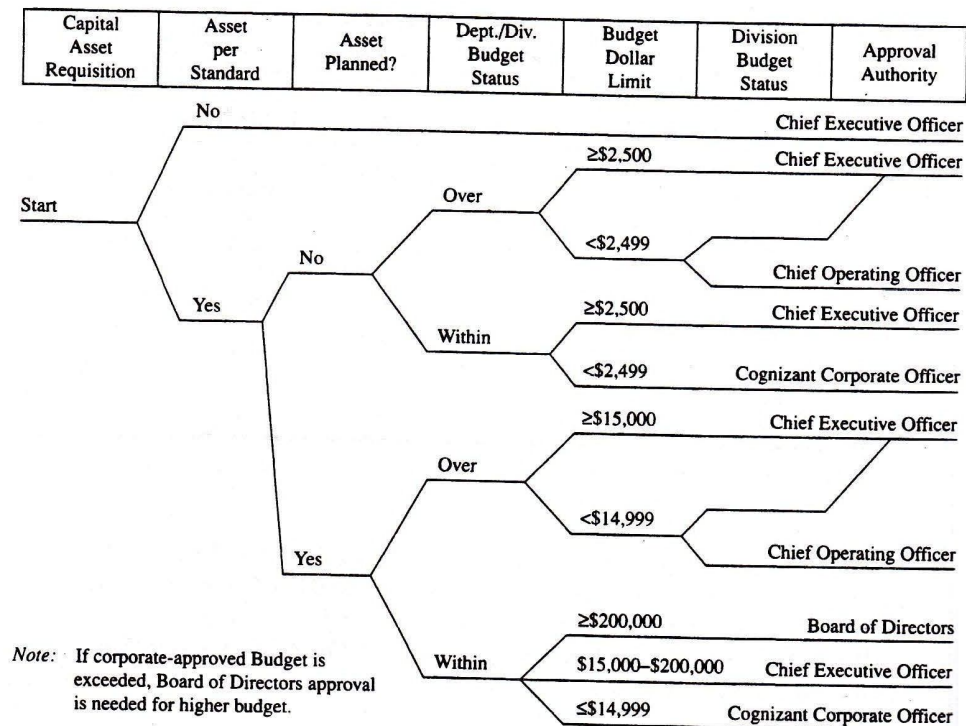 Capital
Asset
Requisition
Asset
per
Standard
Asset
Planned?
Dept./Div.
Budget
Status
Budget
Dollar
Limit
Division
Budget
Status
Approval
Authority
No
Chief Executive Officer
≥$2,500
Chief Executive Officer
Over
Start
<$2,499
No
Chief Operating Officer
Yes
≥$2,500
Chief Executive Officer
Within
<$2,499
Cognizant Corporate Officer
≥$15,000
Chief Executive Officer
Over
<$14,999
Yes
Chief Operating Officer
≥$200,000
Board of Directors
Within
$15,000–$200,000
Chief Executive Officer
≤$14,999
Cognizant Corporate Officer
Note: If corporate-approved Budget is
exceeded, Board of Directors approval
is needed for higher budget.